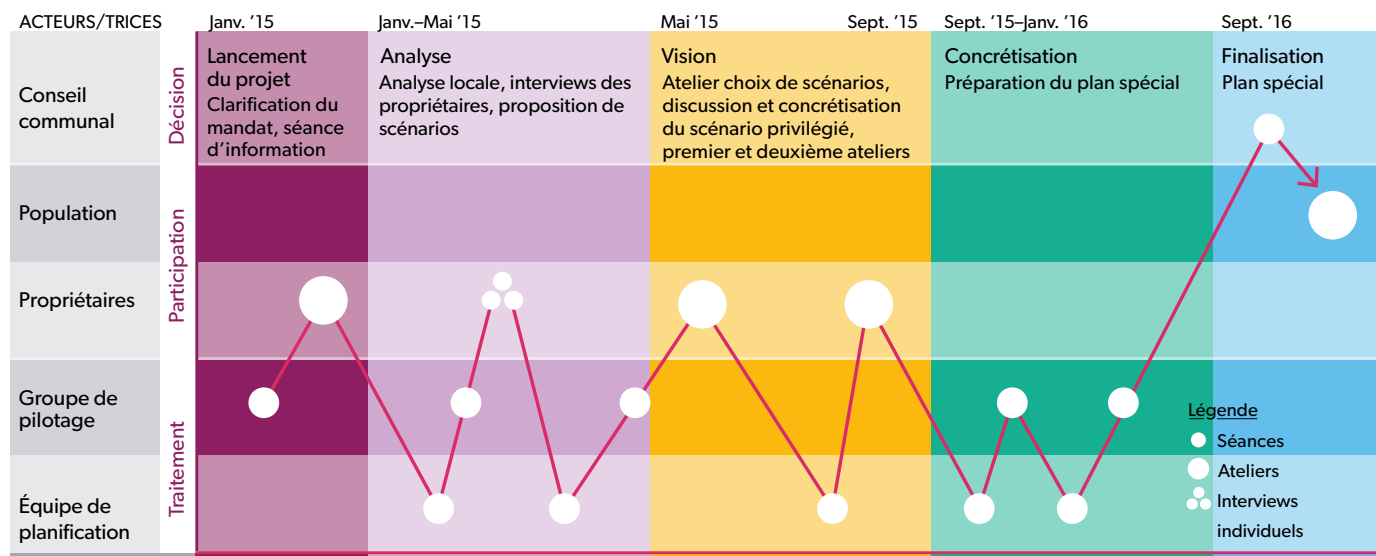 ACTEURS/TRICES
Janv. ’15
Janv.–Mai ’15
Mai ’15
Sept. ’15
Sept. ’15–Janv. ’16
Sept. ’16
Conseil
communal
Population
Propriétaires
Groupe de
pilotage
Équipe de
planification
Décision
Participation
Traitement
Lancement
du projet
Clarification du
mandat, séance
d’information
Analyse
Analyse locale, interviews des
propriétaires, proposition de
scénarios
Vision
Atelier choix de scénarios,
discussion et concrétisation
du scénario privilégié,
premier et deuxième ateliers
Concrétisation
Préparation du plan spécial
Finalisation
Plan spécial
Légende
Séances
Ateliers
Interviews
individuels